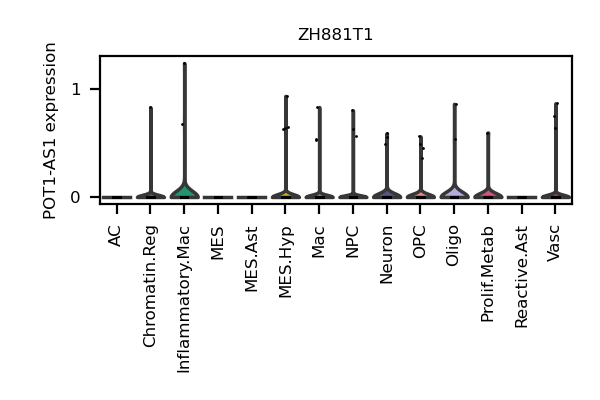 ZH881T1
POT1-AS1 expression
1
0
AC
Chromatin.Reg
Inflammatory.Mac
MES
MES.Ast
MES.Hyp
Mac
NPC
Neuron
OPC
Oligo
Prolif.Metab
Reactive.Ast
Vasc